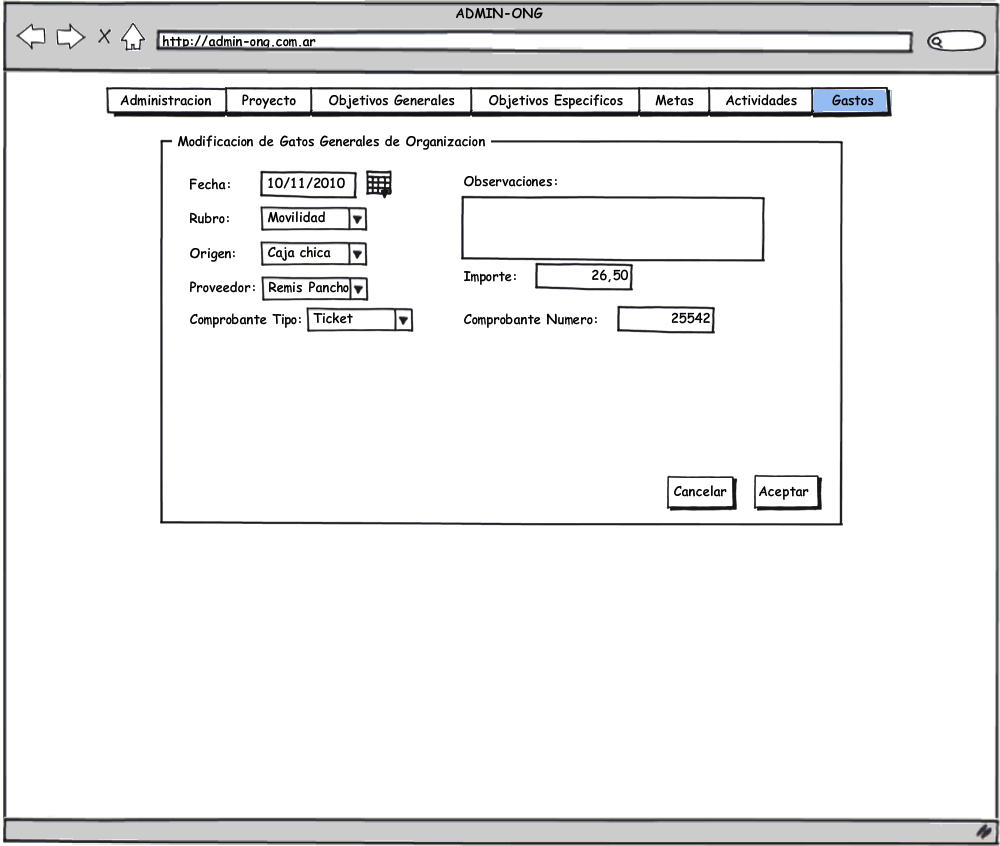 ADMIN-ONG
http://admin-ong.com.ar
Administracion Proyecto Objetivos Generales Objetivos Especificos Metas Actividades Gastos
Modificacion de Gatos Generales de Organizacion
Fecha: 10/11/2010 Observaciones:
Rubro: Movilidad
Origen: Caja chica
Importe: 26,50
Proveedor: Remis Pancho
Comprobante Tipo: Ticket Comprobante Numero: 25542
Cancelar Aceptar